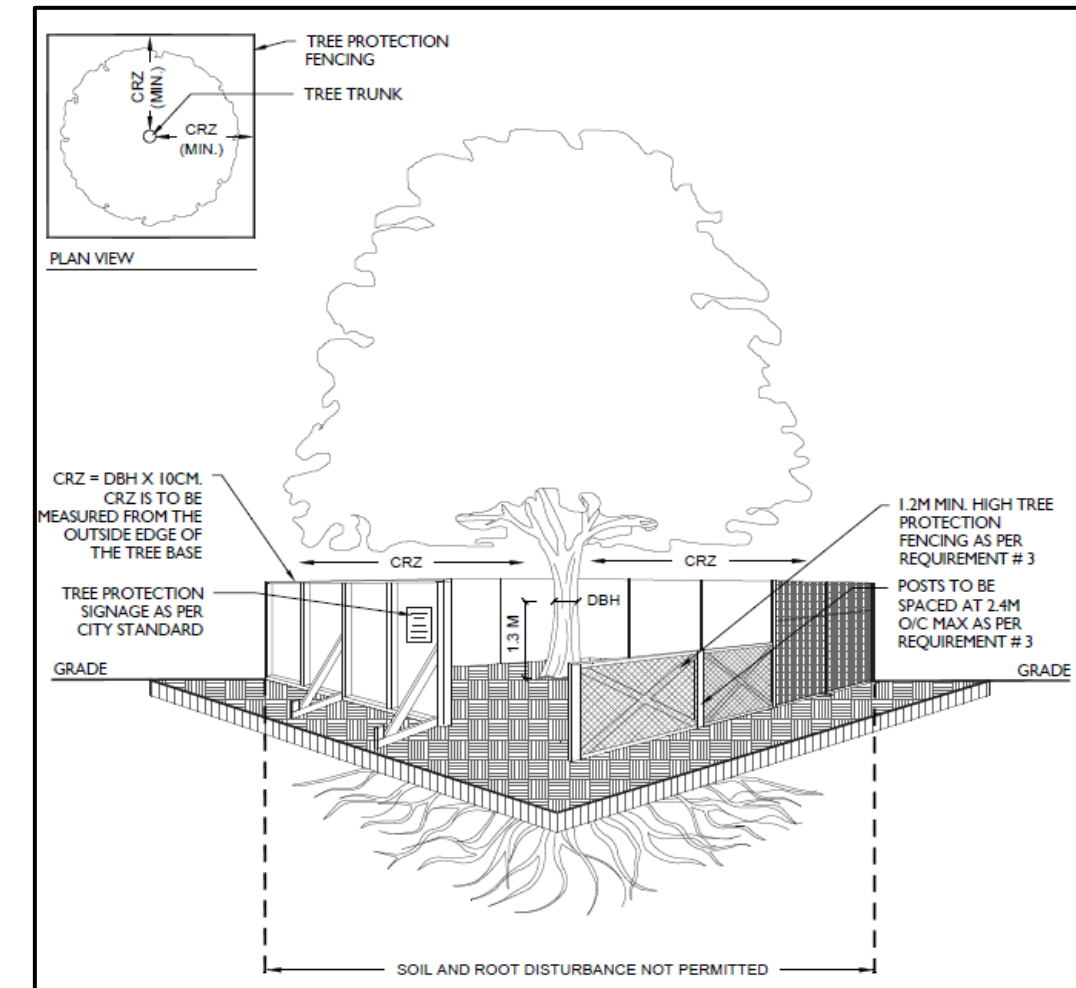 TREE PROTECTION
FENCING
TREE TRUNK
CRZ
(MIN.)
CRZ
(MIN.)
PLAN VIEW
CRZ = DBH X 10CM.
CRZ IS TO BE
MEASURED FROM THE
OUTSIDE EDGE OF
THE TREE BASE
TREE PROTECTION
SIGNAGE AS PER
CITY STANDARD
GRADE
CRZ
CRZ
DBH
1.3 M
1.2M MIN. HIGH TREE
PROTECTION
FENCING AS PER
REQUIREMENT # 3
POSTS TO BE
SPACED AT 2.4M
O/C MAX AS PER
REQUIREMENT # 3
GRADE
SOIL AND ROOT DISTURBANCE NOT PERMITTED